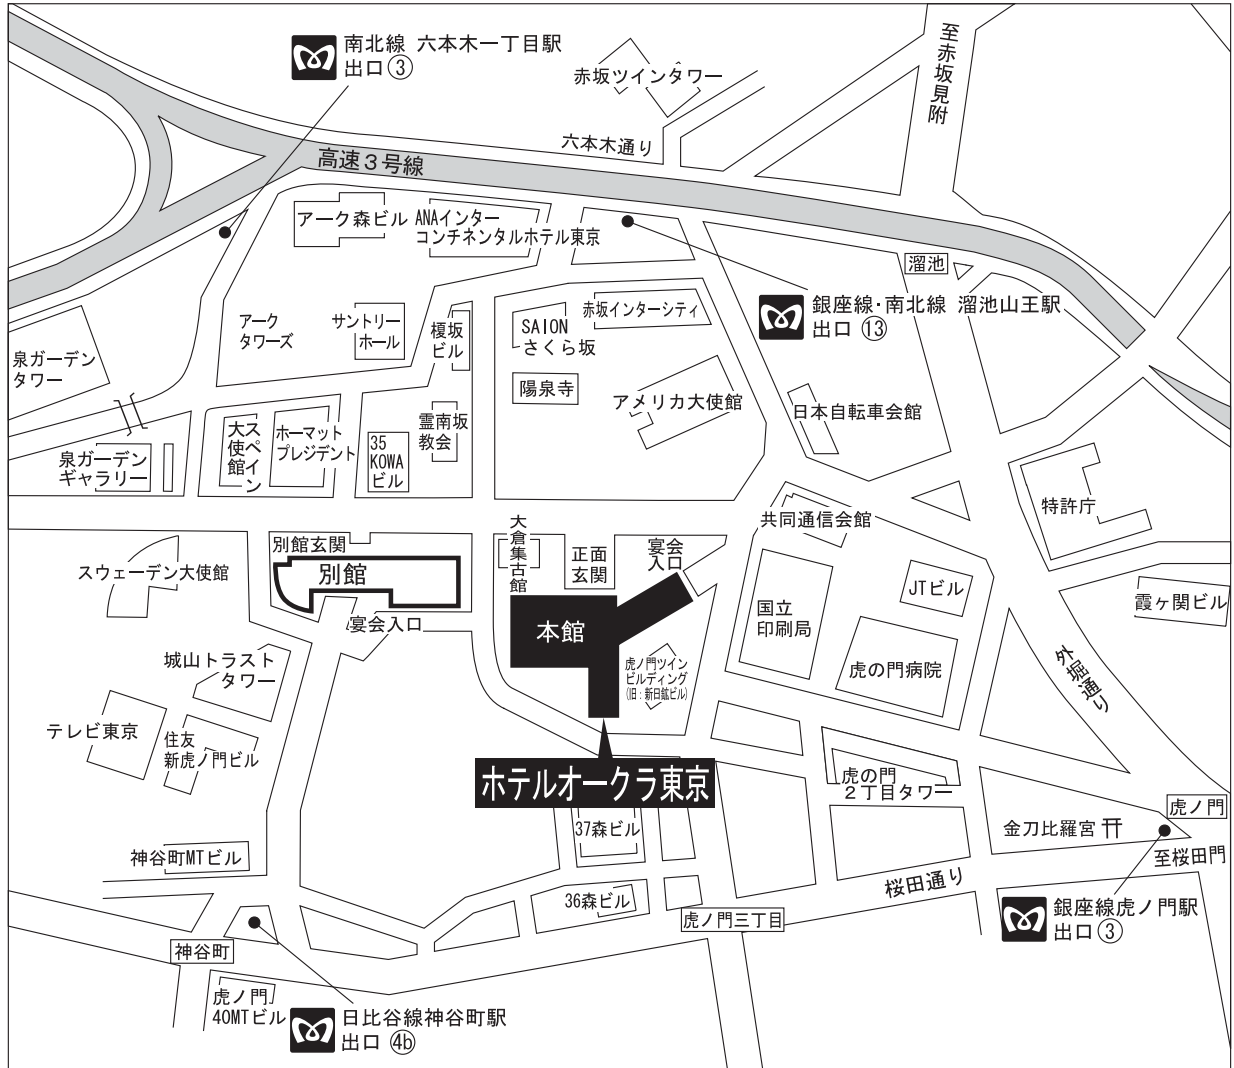 南北線 六本木一丁目駅
出口③
赤坂ツインタワー
至赤坂見附
六本木通り
高速3号線
アーク森ビル
ANAインター
コンチネンタルホテル東京
溜池
銀座線・南北線 溜池山王駅
出口⑬
泉ガーデン
タワー
アーク
タワーズ
サントリー
ホール
榎坂
ビル
SAION
さくら坂
赤坂インターシティ
陽泉寺
アメリカ大使館
日本自転車会館
泉ガーデン
ギャラリー
スペイン
大使館
ホーマット
プレジデント
35
KOWA
ビル
霊南坂
教会
特許庁
共同通信会館
大倉集古館
正面
玄関
宴会
入口
別館玄関
別館
宴会入口
本館
スウェーデン大使館
国立
印刷局
JTビル
霞ヶ関ビル
虎の門病院
外堀通り
城山トラスト
タワー
虎ノ門ツイン
ビルディング
(旧:新日鉱ビル)
テレビ東京
住友
新虎ノ門ビル
ホテルオークラ東京
虎の門
2丁目タワー
虎ノ門
金刀比羅宮
至桜田門
37森ビル
神谷町MTビル
桜田通り
36森ビル
虎ノ門三丁目
銀座線虎ノ門駅
出口③
神谷町
虎ノ門
40MTビル
日比谷線神谷町駅
出口 4b